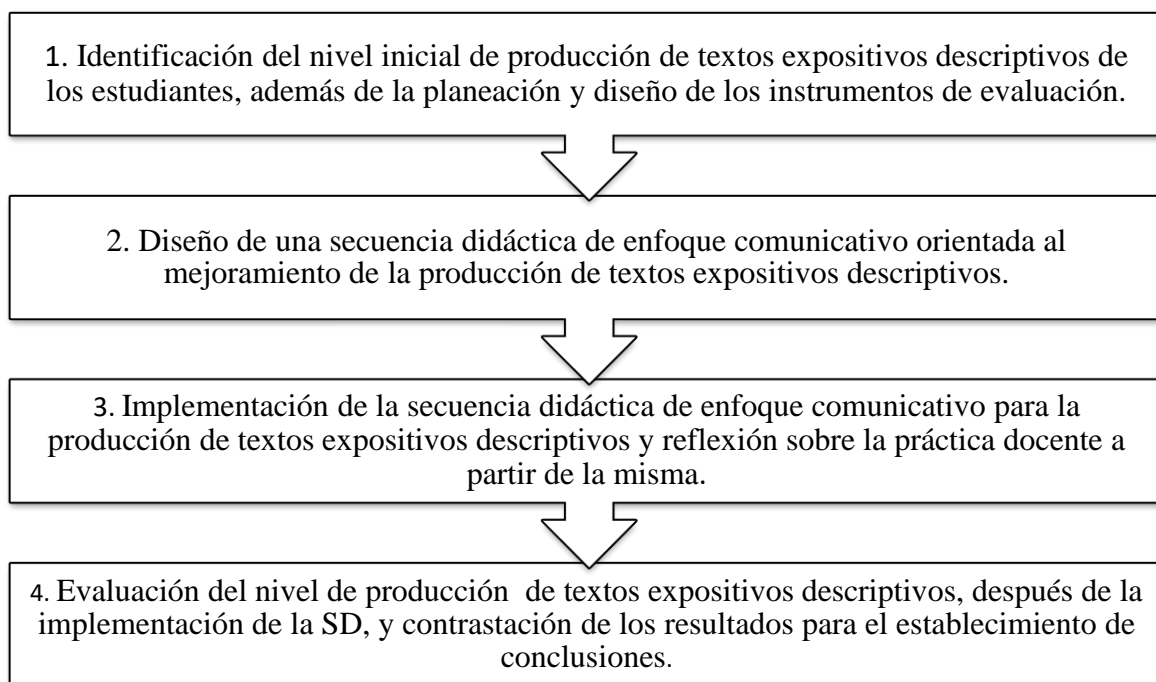 1. Identificación del nivel inicial de producción de textos expositivos descriptivos de
los estudiantes, además de la planeación y diseño de los instrumentos de evaluación.
2. Diseño de una secuencia didáctica de enfoque comunicativo orientada al
mejoramiento de la producción de textos expositivos descriptivos.
3. Implementación de la secuencia didáctica de enfoque comunicativo para la
producción de textos expositivos descriptivos y reflexión sobre la práctica docente a
partir de la misma.
4. Evaluación del nivel de producción de textos expositivos descriptivos, después de la
implementación de la SD, y contrastación de los resultados para el establecimiento de
conclusiones.